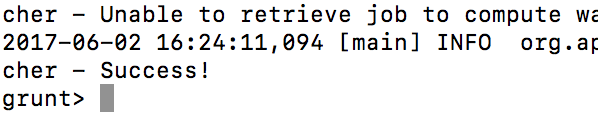 cher - Unable to retrieve job to compute wa
2017-06-02 16:24:11,094 [main] INFO  org.ap
cher - Success!
grunt>